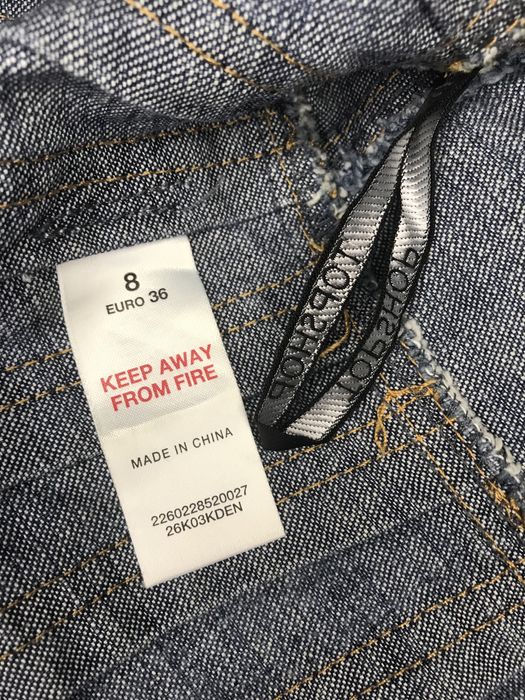 8
EURO 36
KEEP AWAY
FROM FIRE
MADE IN CHINA
2260228520027
26K03KDEN
TOPSHOP
TOPSHOP